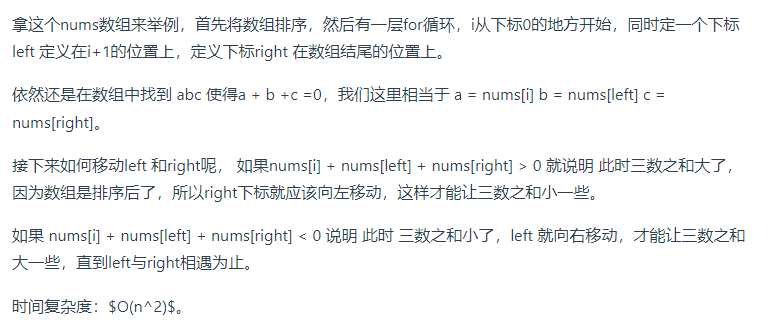 拿这个nums数组来举例，首先将数组排序，然后有一层for循环，i从下标0的地方开始，同时定一个下标
left 定义在i+1的位置上，定义下标right 在数组结尾的位置上。
依然还是在数组中找到 abc 使得a + b +c =0，我们这里相当于 a = nums[i] b = nums[left] c =
nums[right]。
接下来如何移动left 和right呢， 如果nums[i] + nums[left] + nums[right] > 0 就说明 此时三数之和大了，
因为数组是排序后了，所以right下标就应该向左移动，这样才能让三数之和小一些。
如果 nums[i] + nums[left] + nums[right] < 0 说明 此时 三数之和小了，left 就向右移动，才能让三数之和
大一些，直到left与right相遇为止。
时间复杂度：$O(n^2)$。